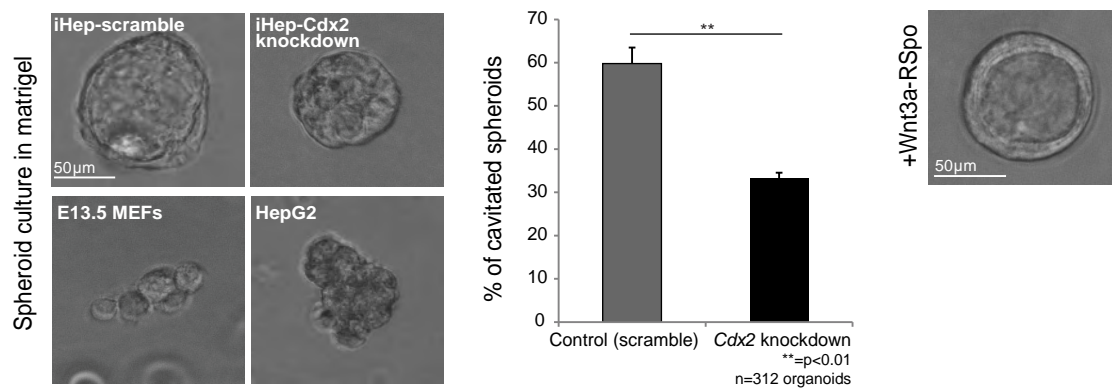 Spheroid culture in matrigel
iHep-scramble
50µm
iHep-Cdx2
knockdown
E13.5 MEFs
HepG2
% of cavitated spheroids
70
60
50
40
30
20
10
0
**
Control (scramble)
Cdx2 knockdown
**=p<0.01
n=312 organoids
+Wnt3a-RSpo
50µm